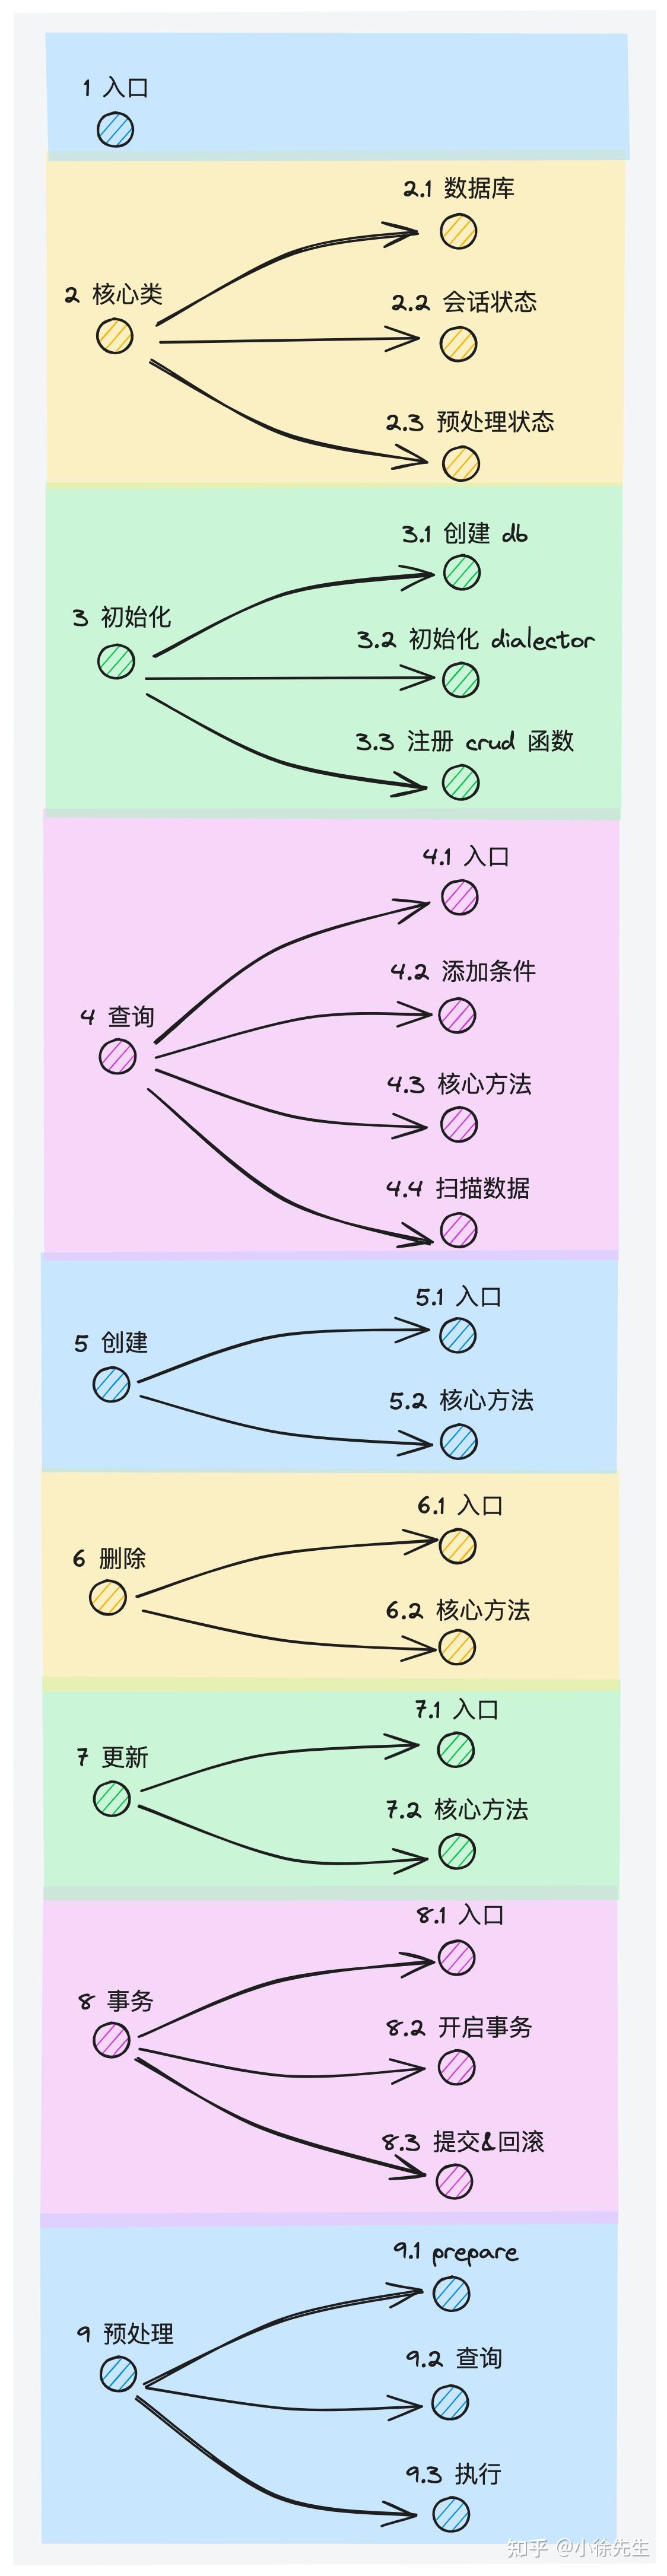 1 入口
2.1 数据库
2 核心类
2.2 会话状态
2.3 预处理状态
3.1 创建 db
3 初始化
3.2 初始化 dialector
3.3 注册 crud 函数
4.1 入口
4.2 添加条件
4 查询
4.3 核心方法
4.4 扫描数据
5.1 入口
5 创建
5.2 核心方法
6.1 入口
6 删除
6.2 核心方法
7.1 入口
7 更新
7.2 核心方法
8.1 入口
8 事务
8.2 开启事务
8.3 提交&回滚
9.1 prepare
9 预处理
9.2 查询
9.3 执行
知乎 @小徐先生